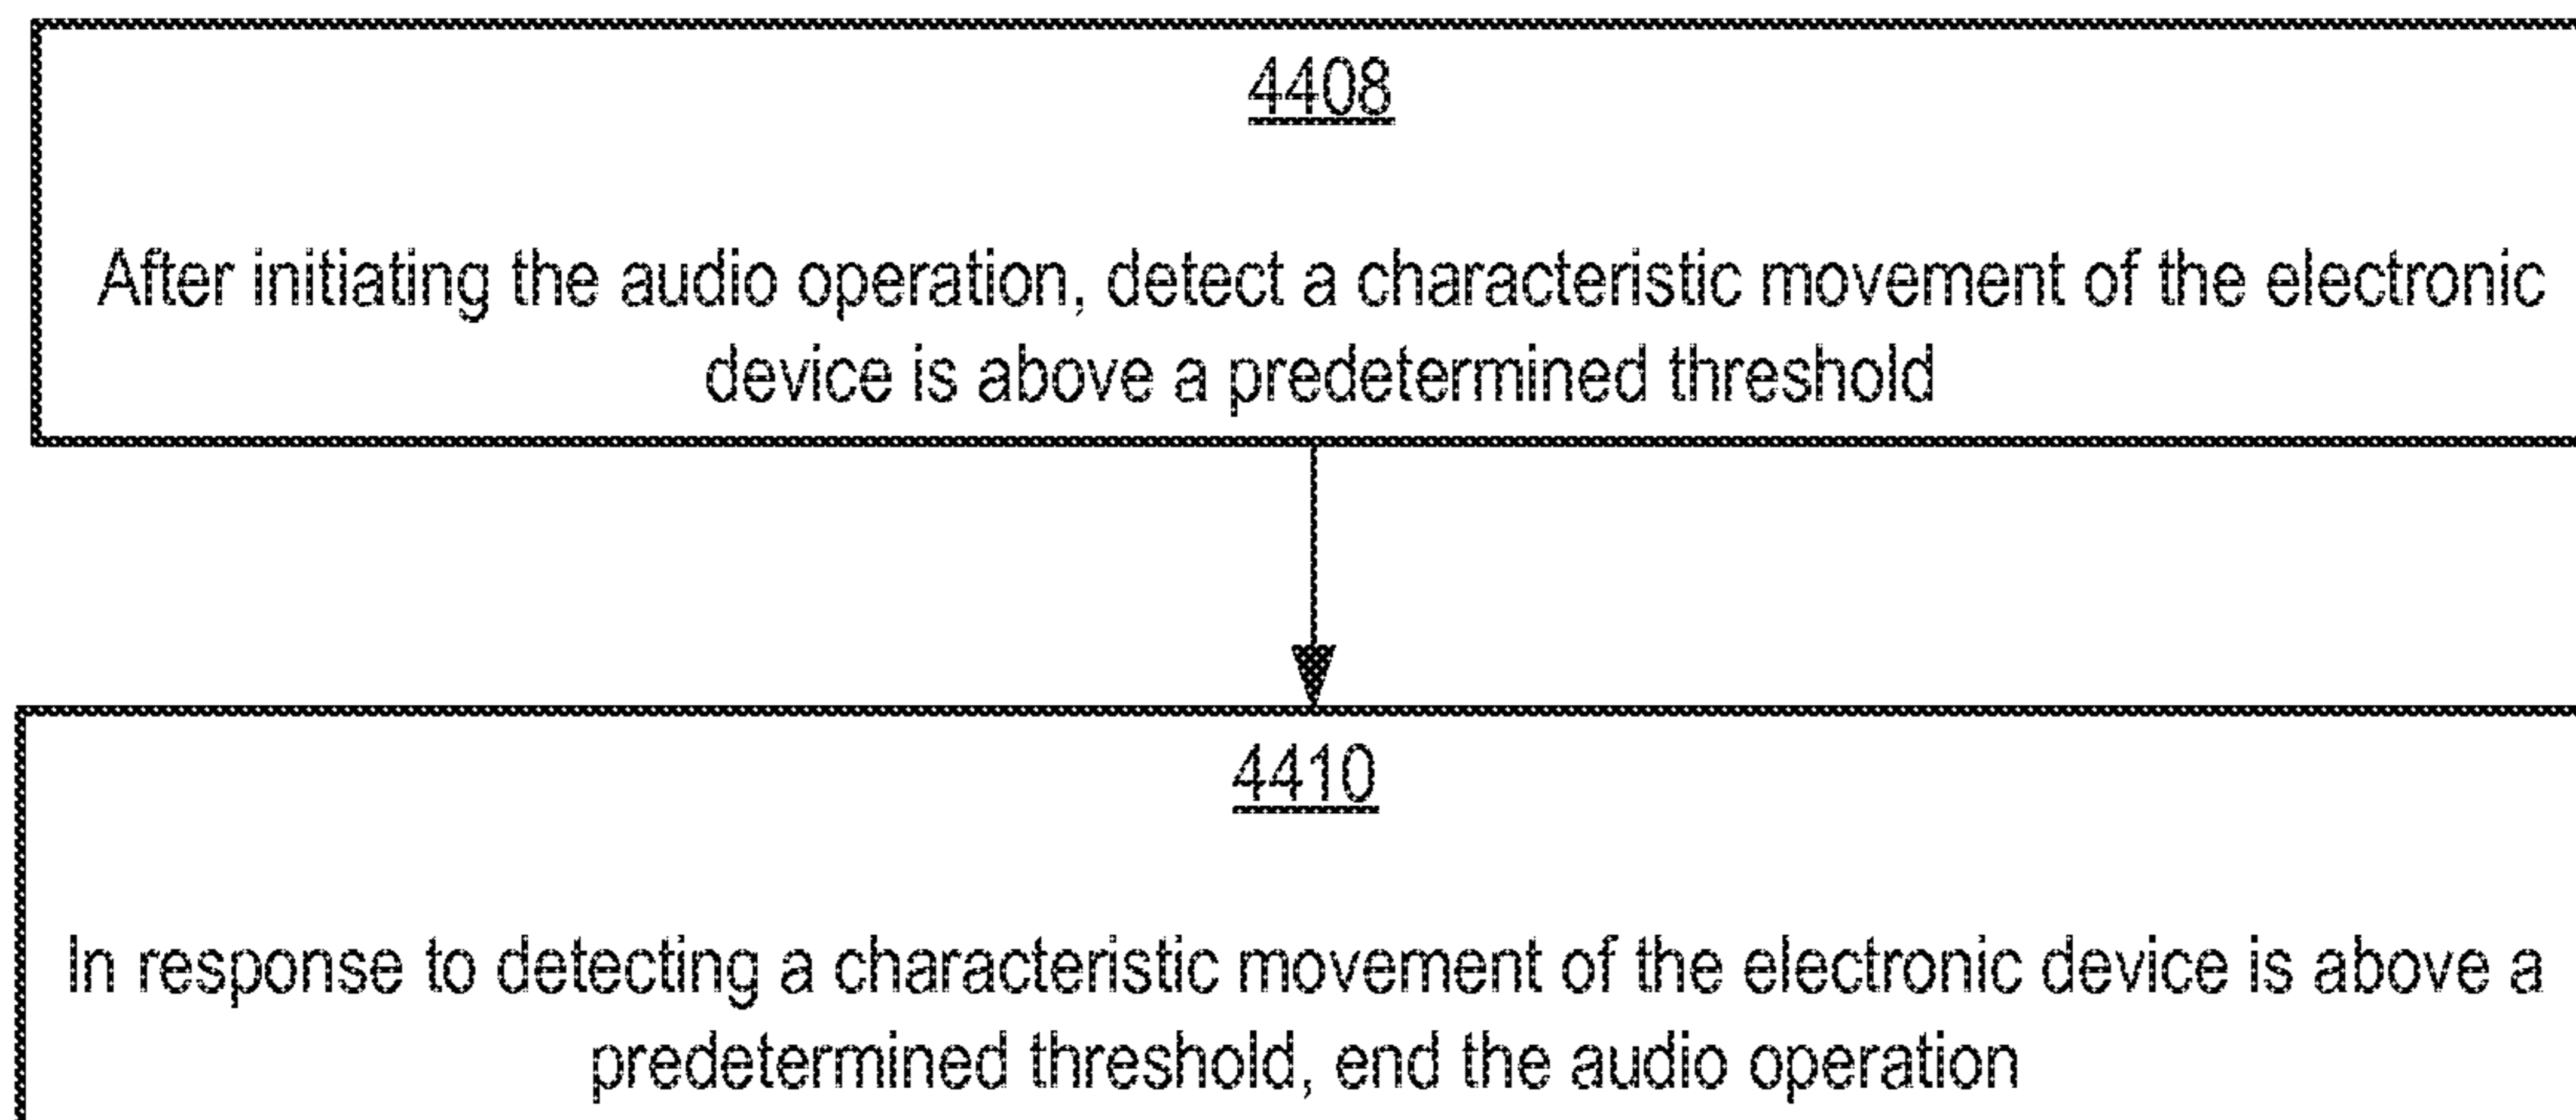 4408
After initiating the audio operation, detect a characteristic movement of the electronic
device is above a predetermined threshold
4410
In response to detecting a characteristic movement of the electronic device is above a
predetermined threshold, end the audio operation